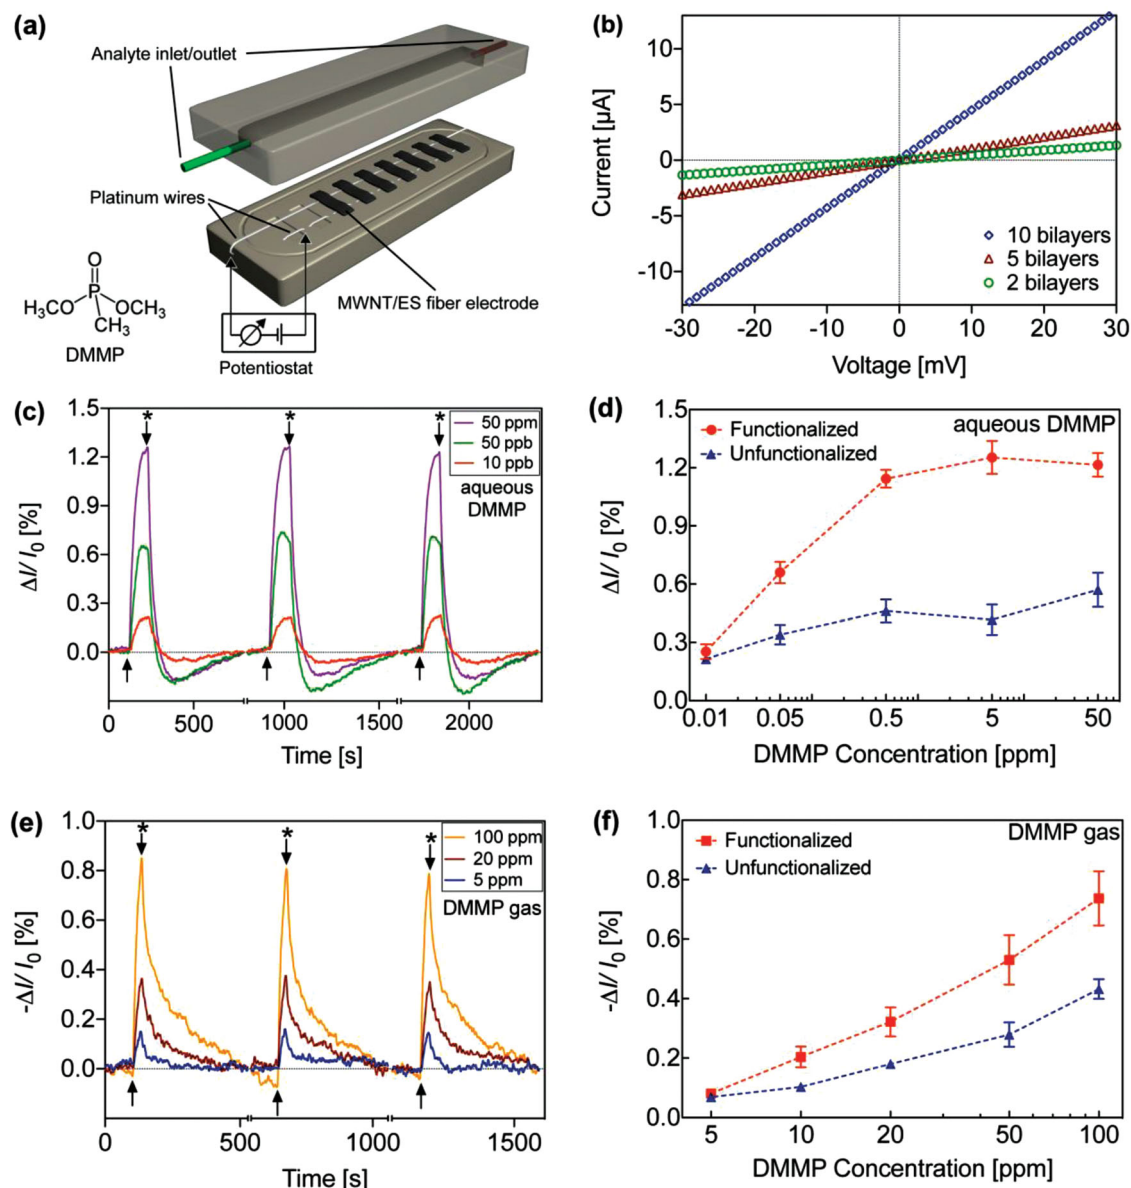 (a)
Analyte inlet/outlet
Platinum wires
MWNT/ES fiber electrode
Potentiostat
O
H₃CO
P
OCH₃
CH₃
DMMP
(b)
Current [µA]
10
5
0
-5
-10
-30 -20 -10 0 10 20 30
Voltage [mV]
10 bilayers
5 bilayers
2 bilayers
(c)
ΔI/ I₀ [%]
1.5
1.2
0.9
0.6
0.3
0.0
* * *
50 ppm
50 ppb
10 ppb
aqueous
DMMP
0 500 1000 1500 2000
Time [s]
(d)
ΔI/ I₀ [%]
1.5
1.2
0.9
0.6
0.3
0.0
Functionalized
Unfunctionalized
aqueous DMMP
0.01 0.05 0.5 5 50
DMMP Concentration [ppm]
(e)
-ΔI/ I₀ [%]
1.0
0.8
0.6
0.4
0.2
0.0
* * *
100 ppm
20 ppm
5 ppm
DMMP gas
0 500 1000 1500
Time [s]
(f)
-ΔI/ I₀ [%]
1.0
0.8
0.6
0.4
0.2
0.0
Functionalized
Unfunctionalized
DMMP gas
5 10 20 50 100
DMMP Concentration [ppm]